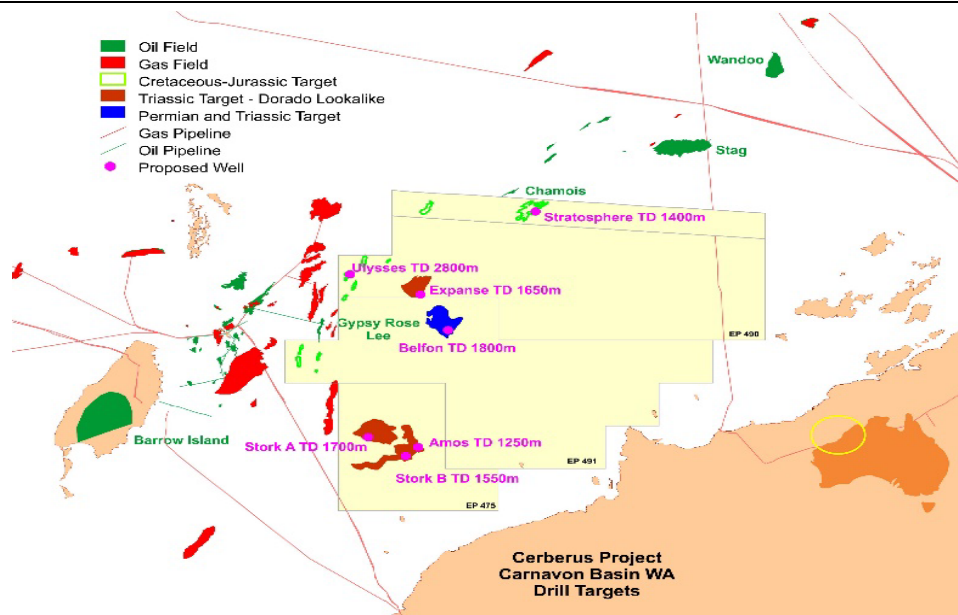 Oil Field
Gas Field
Cretaceous-Jurassic Target
Triassic Target - Dorado Lookalike
Permian and Triassic Target
Gas Pipeline
Oil Pipeline
Proposed Well
Wandoo
Stag
Chamois
Stratosphere TD 1400m
Ulysses TD 2800m
Expanse TD 1650m
Gypsy Rose
Lee
Belfon TD 1800m
EP 490
Barrow Island
Stork A TD 1700m
Amos TD 1250m
Stork B TD 1550m
EP 491
EP 475
Cerberus Project
Carnavon Basin WA
Drill Targets